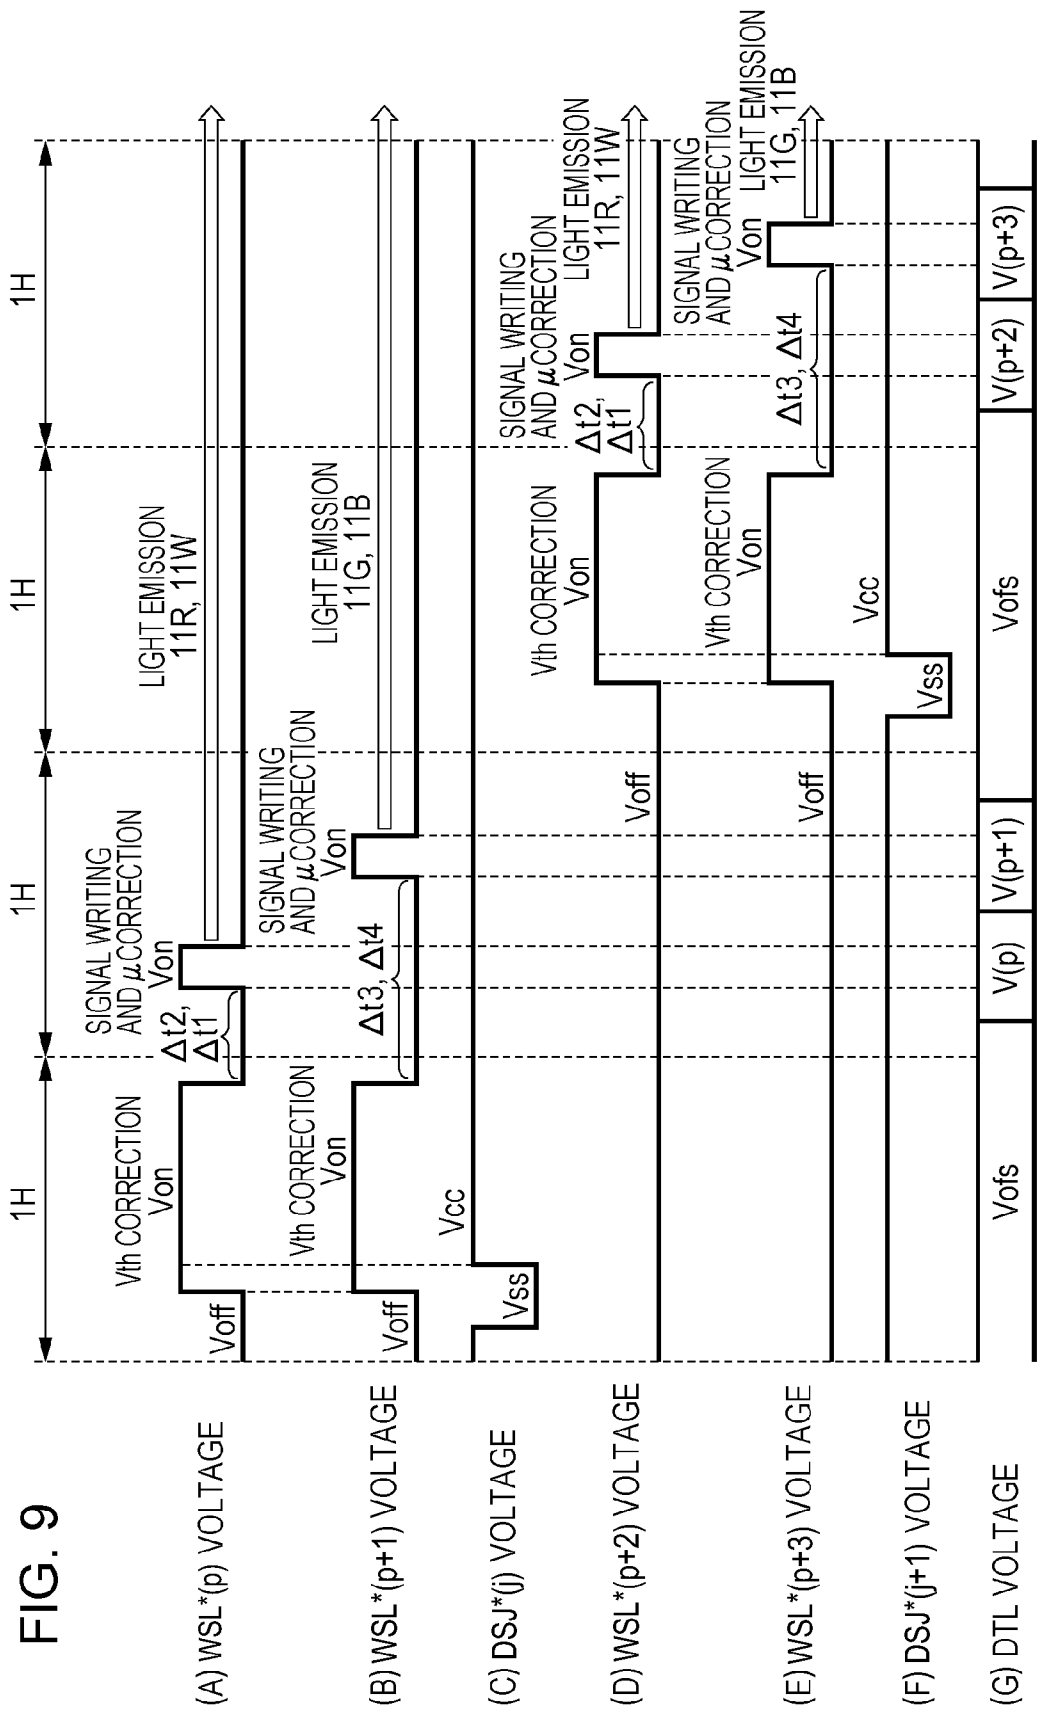 FIG. 9
1H
1H
1H
1H
(A) WSL*(p) VOLTAGE
Voff
Vth CORRECTION
Von
Δt2,
Δt1
SIGNAL WRITING
AND μCORRECTION
Von
LIGHT EMISSION
11R, 11W
(B) WSL*(p+1) VOLTAGE
Voff
Vth CORRECTION
Von
Δt3, Δt4
SIGNAL WRITING
AND μCORRECTION
Von
LIGHT EMISSION
11G, 11B
(C) DSJ*(j) VOLTAGE
Vss
Vcc
(D) WSL*(p+2) VOLTAGE
Voff
Vth CORRECTION
Von
Δt2,
Δt1
SIGNAL WRITING
AND μCORRECTION
Von
LIGHT EMISSION
11R, 11W
(E) WSL*(p+3) VOLTAGE
Voff
Vth CORRECTION
Von
Δt3, Δt4
SIGNAL WRITING
AND μCORRECTION
Von
LIGHT EMISSION
11G, 11B
(F) DSJ*(j+1) VOLTAGE
Vss
Vcc
(G) DTL VOLTAGE
Vofs
V(p)
V(p+1)
Vofs
V(p+2)
V(p+3)